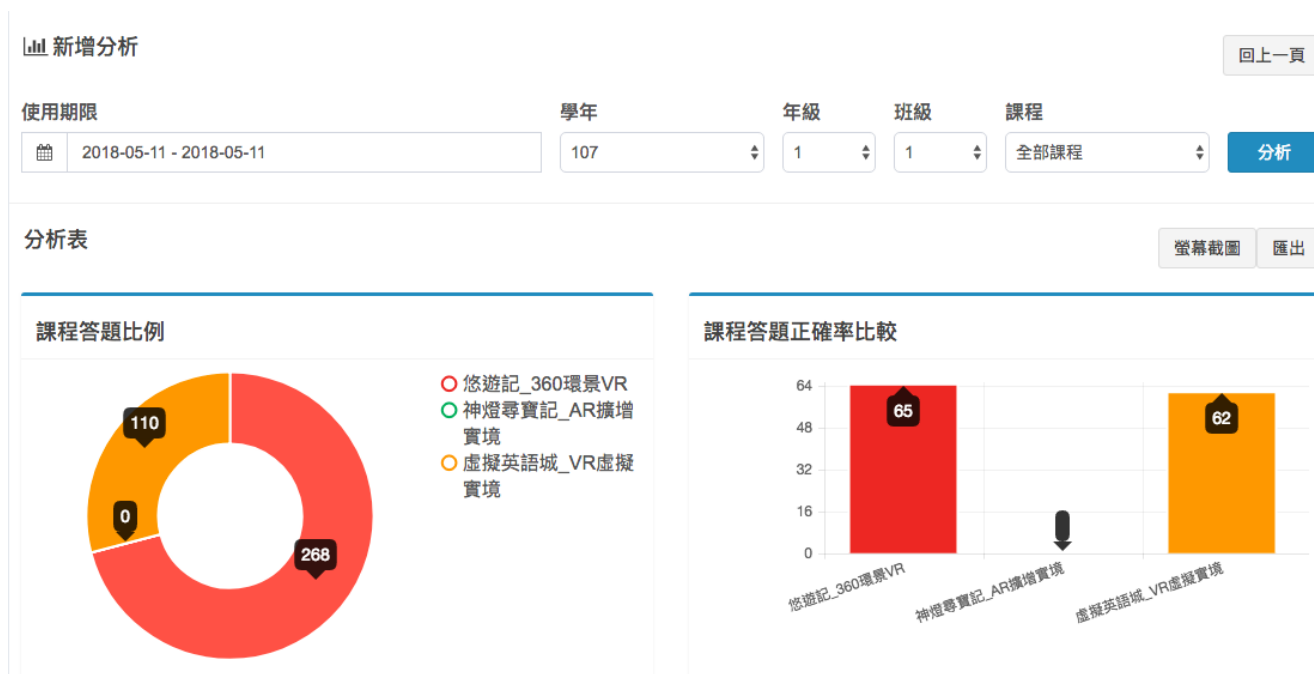 新增分析
回上一頁
使用期限
學年
年級
班級
課程
2018-05-11 - 2018-05-11
107
1
1
全部課程
分析
分析表
螢幕截圖
匯出
課程答題比例
110
0
268
悠遊記_360環景VR
神燈尋寶記_AR擴增
實境
虛擬英語城_VR虛擬
實境
課程答題正確率比較
64
48
32
16
0
65
62
悠遊記_360環景VR
神燈尋寶記_AR擴增實境
虛擬英語城_VR虛擬實境